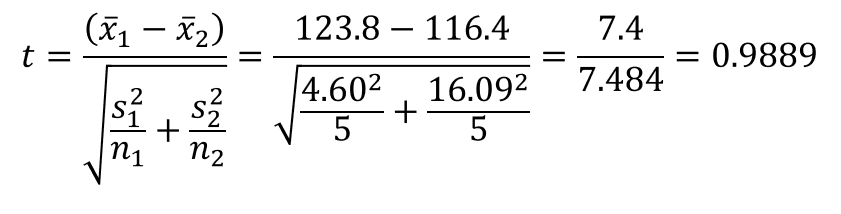 t = (x̄₁ − x̄₂) / √(s₁²/n₁ + s₂²/n₂) = (123.8 − 116.4) / √(4.60²/5 + 16.09²/5) = 7.4/7.484 = 0.9889